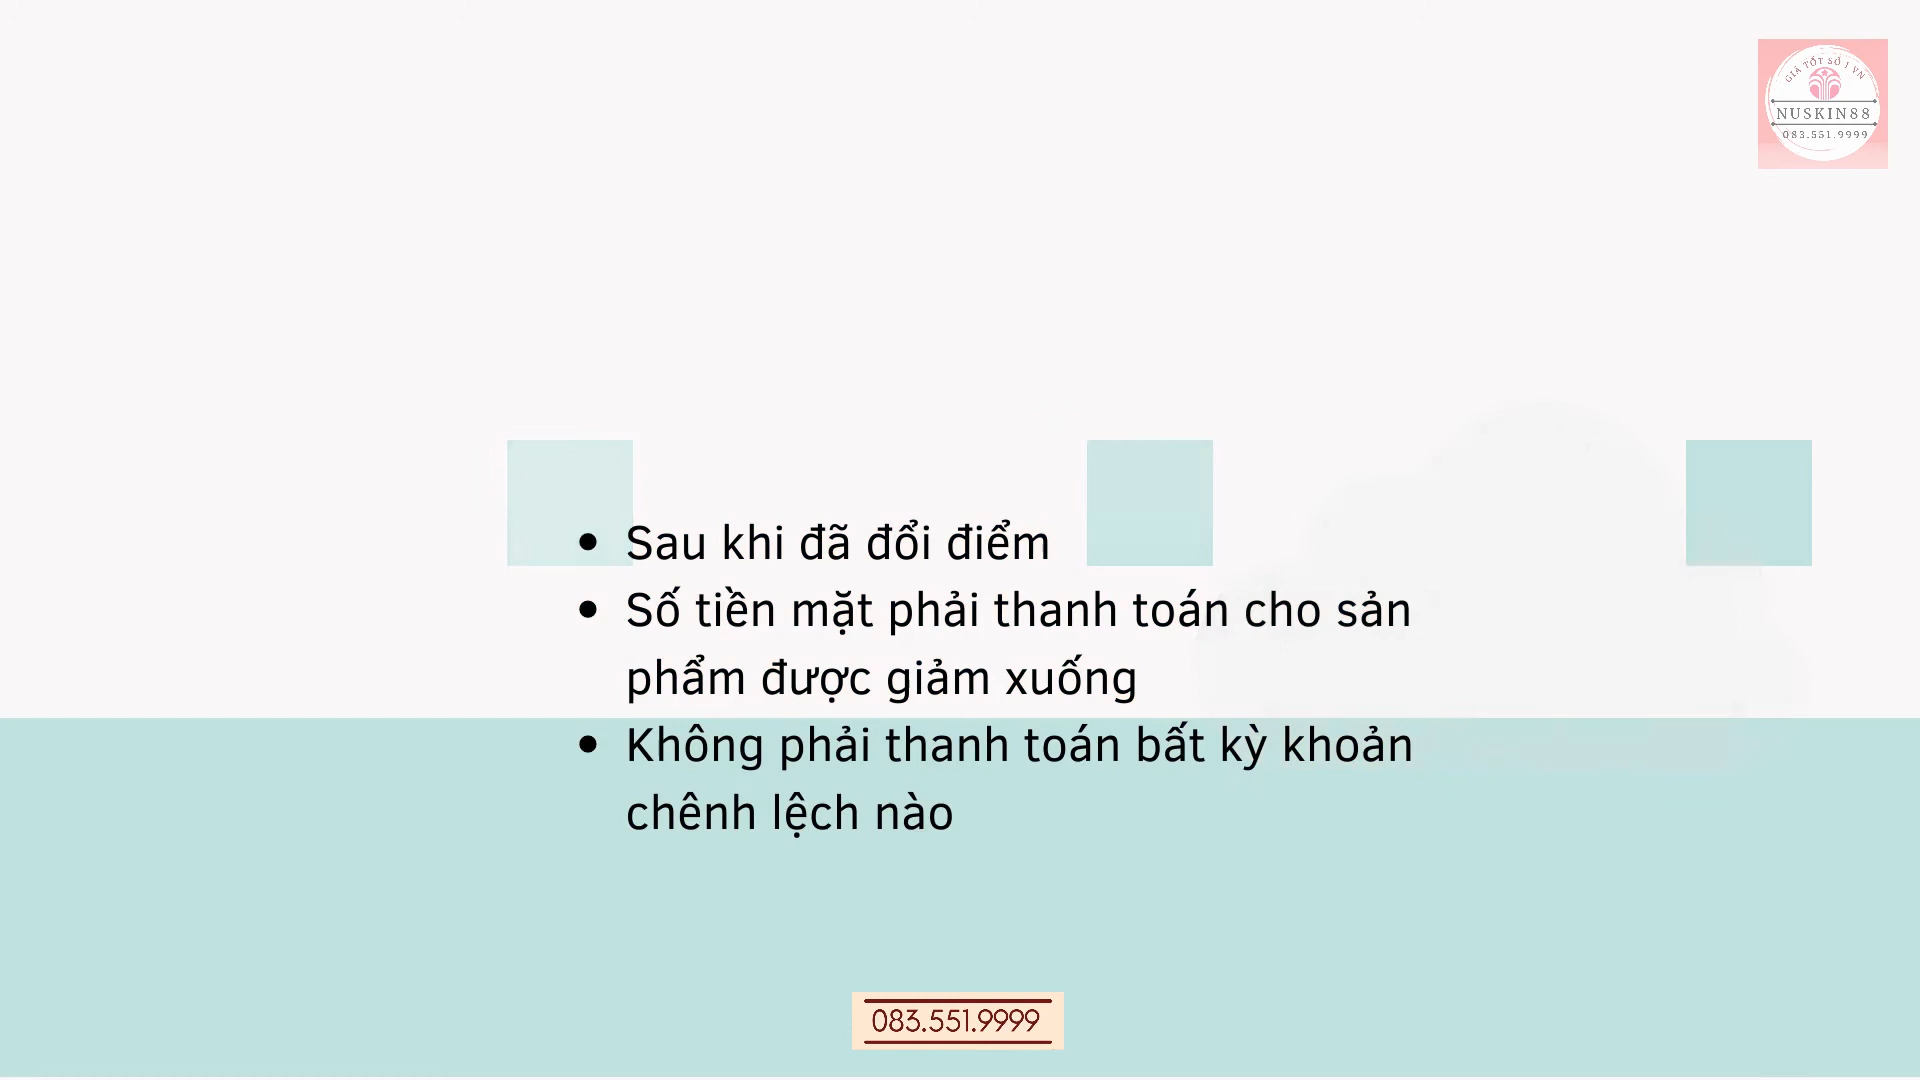 GIÁ TỐT SỐ 1 VN
NUSKIN88
083.551.9999
• Sau khi đã đổi điểm
• Số tiền mặt phải thanh toán cho sản
phẩm được giảm xuống
• Không phải thanh toán bất kỳ khoản
chênh lệch nào
083.551.9999